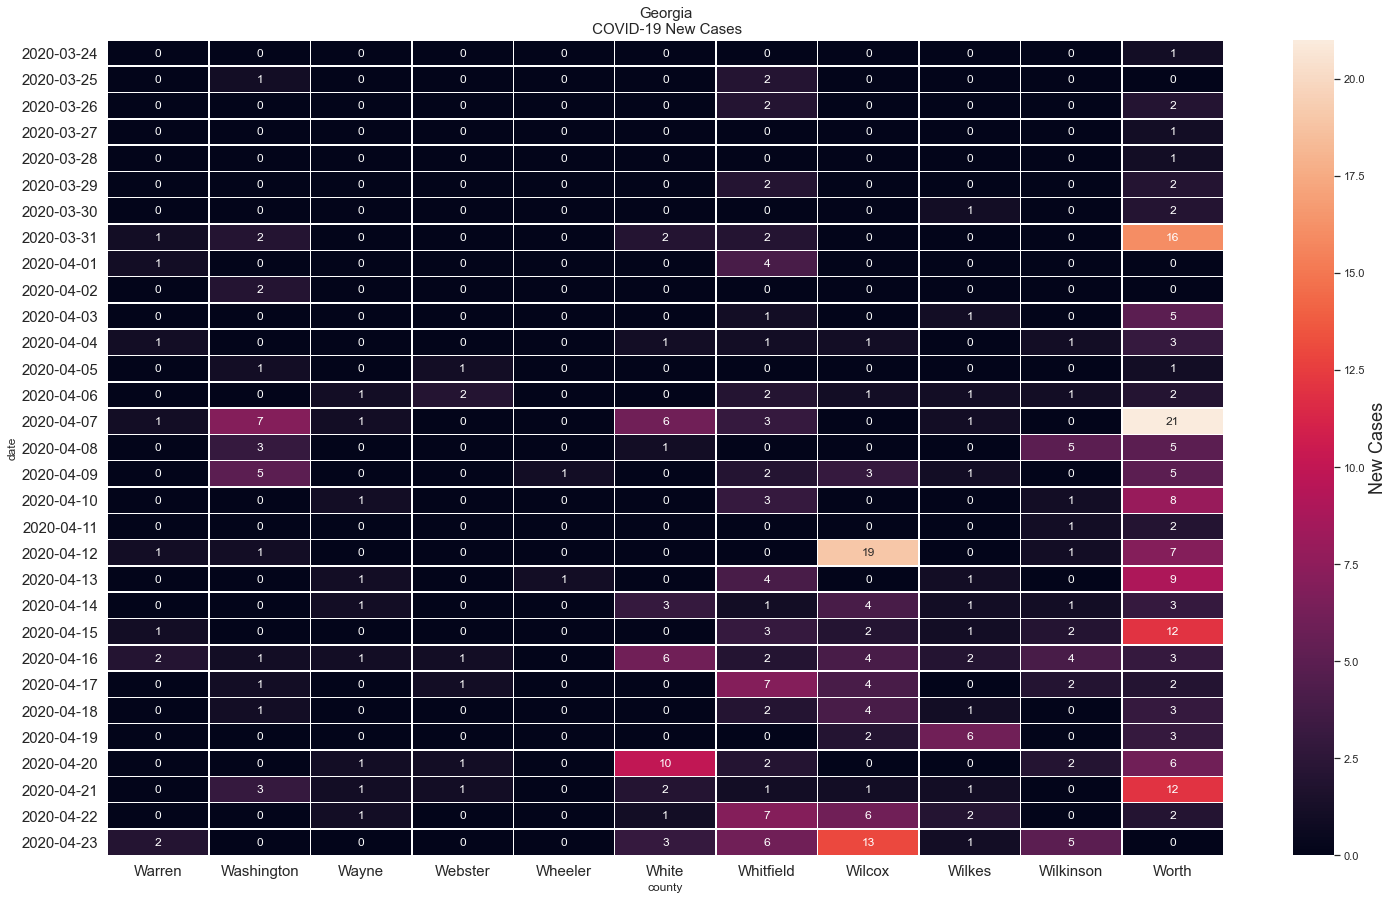 Georgia
COVID-19 New Cases
2020-03-24 0 0 0 0 0 0 0 0 0 0 1
2020-03-25 0 1 0 0 0 0 2 0 0 0 0
2020-03-26 0 0 0 0 0 0 2 0 0 0 2
2020-03-27 0 0 0 0 0 0 0 0 0 0 1
2020-03-28 0 0 0 0 0 0 0 0 0 0 1
2020-03-29 0 0 0 0 0 0 2 0 0 0 2
2020-03-30 0 0 0 0 0 0 0 0 1 0 2
2020-03-31 1 2 0 0 0 2 2 0 0 0 16
2020-04-01 1 0 0 0 0 0 4 0 0 0 0
2020-04-02 0 2 0 0 0 0 0 0 0 0 0
2020-04-03 0 0 0 0 0 0 1 0 1 0 5
2020-04-04 1 0 0 0 0 1 1 1 0 1 3
2020-04-05 0 1 0 1 0 0 0 0 0 0 1
2020-04-06 0 0 1 2 0 0 2 1 1 1 2
2020-04-07 1 7 1 0 0 6 3 0 1 0 21
2020-04-08 0 3 0 0 0 1 0 0 0 5 5
2020-04-09 0 5 0 0 1 0 2 3 1 0 5
2020-04-10 0 0 1 0 0 0 3 0 0 1 8
2020-04-11 0 0 0 0 0 0 0 0 0 1 2
2020-04-12 1 1 0 0 0 0 0 19 0 1 7
2020-04-13 0 0 1 0 1 0 4 0 1 0 9
2020-04-14 0 0 1 0 0 3 1 4 1 1 3
2020-04-15 1 0 0 0 0 0 3 2 1 2 12
2020-04-16 2 1 1 1 0 6 2 4 2 4 3
2020-04-17 0 1 0 1 0 0 7 4 0 2 2
2020-04-18 0 1 0 0 0 0 2 4 1 0 3
2020-04-19 0 0 0 0 0 0 0 2 6 0 3
2020-04-20 0 0 1 1 0 10 2 0 0 2 6
2020-04-21 0 3 1 1 0 2 1 1 1 0 12
2020-04-22 0 0 1 0 0 1 7 6 2 0 2
2020-04-23 2 0 0 0 0 3 6 13 1 5 0
Warren Washington Wayne Webster Wheeler White Whitfield Wilcox Wilkes Wilkinson Worth
county
date
20.0
17.5
15.0
12.5
10.0
7.5
5.0
2.5
0.0
New Cases